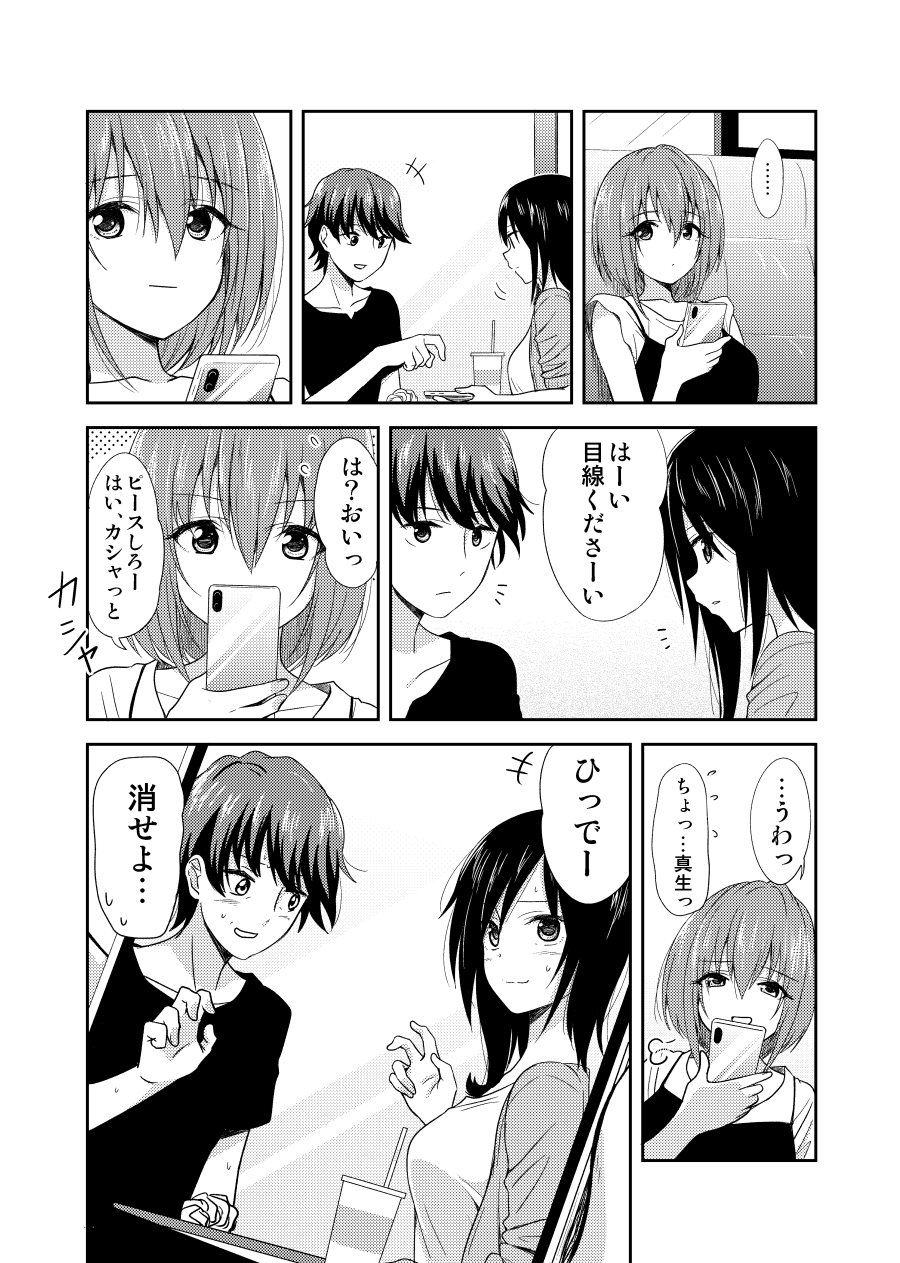 ……
はーい
目線くださーい
は？おいっ
ピースしろー
はい、カシャっと
カシャ
…うわっ
ちょっ…真生っ
ひっでー
消せよ…